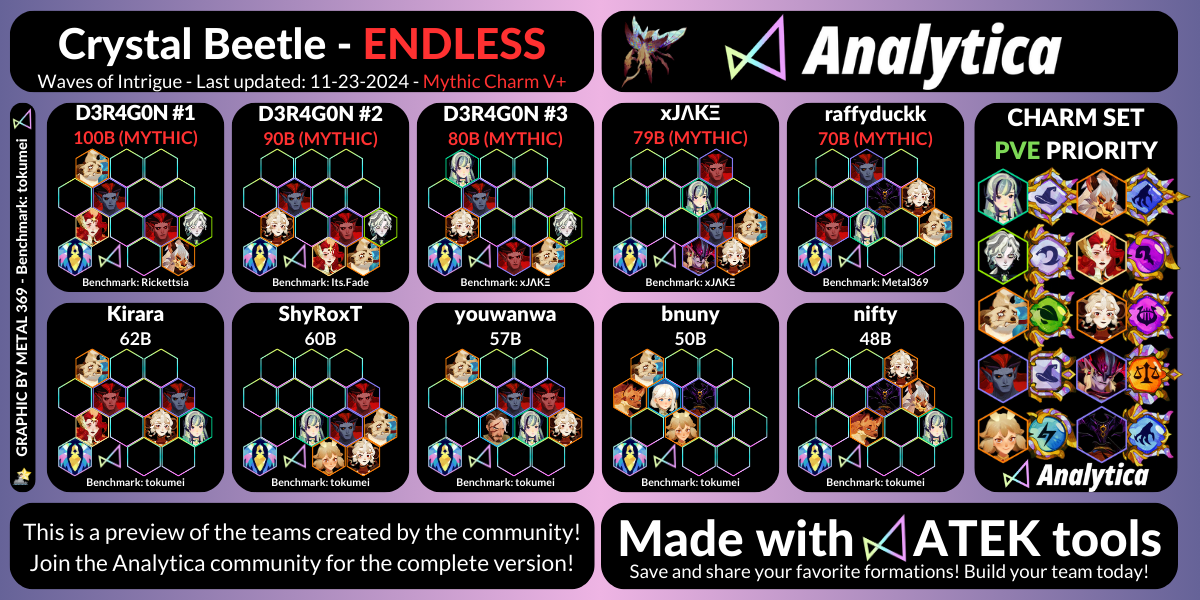 Crystal Beetle - ENDLESS
Waves of Intrigue - Last updated: 11-23-2024 - Mythic Charm V+
Analytica
GRAPHIC BY METAL 369 - Benchmark: tokumei
D3R4G0N #1
100B (MYTHIC)
Benchmark: Rickettsia
D3R4G0N #2
90B (MYTHIC)
Benchmark: Its.Fade
D3R4G0N #3
80B (MYTHIC)
Benchmark: xJΛKΞ
xJΛKΞ
79B (MYTHIC)
Benchmark: xJΛKΞ
raffyduckk
70B (MYTHIC)
Benchmark: Metal369
CHARM SET
PVE PRIORITY
Analytica
Kirara
62B
Benchmark: tokumei
ShyRoxT
60B
Benchmark: tokumei
youwanwa
57B
Benchmark: tokumei
bnuny
50B
Benchmark: tokumei
nifty
48B
Benchmark: tokumei
This is a preview of the teams created by the community!
Join the Analytica community for the complete version!
Made with ATEK tools
Save and share your favorite formations! Build your team today!